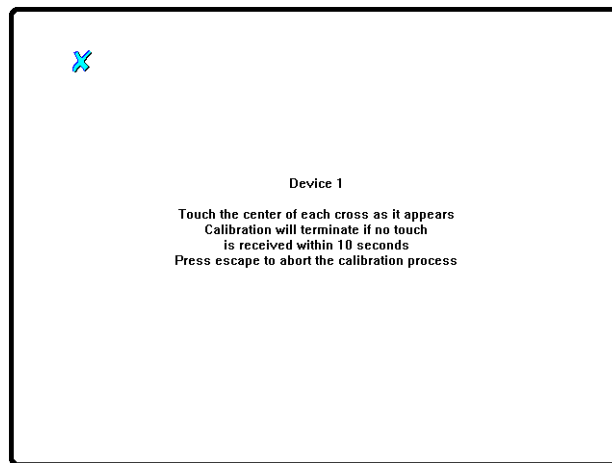 Device 1
Touch the center of each cross as it appears
Calibration will terminate if no touch
is received within 10 seconds
Press escape to abort the calibration process